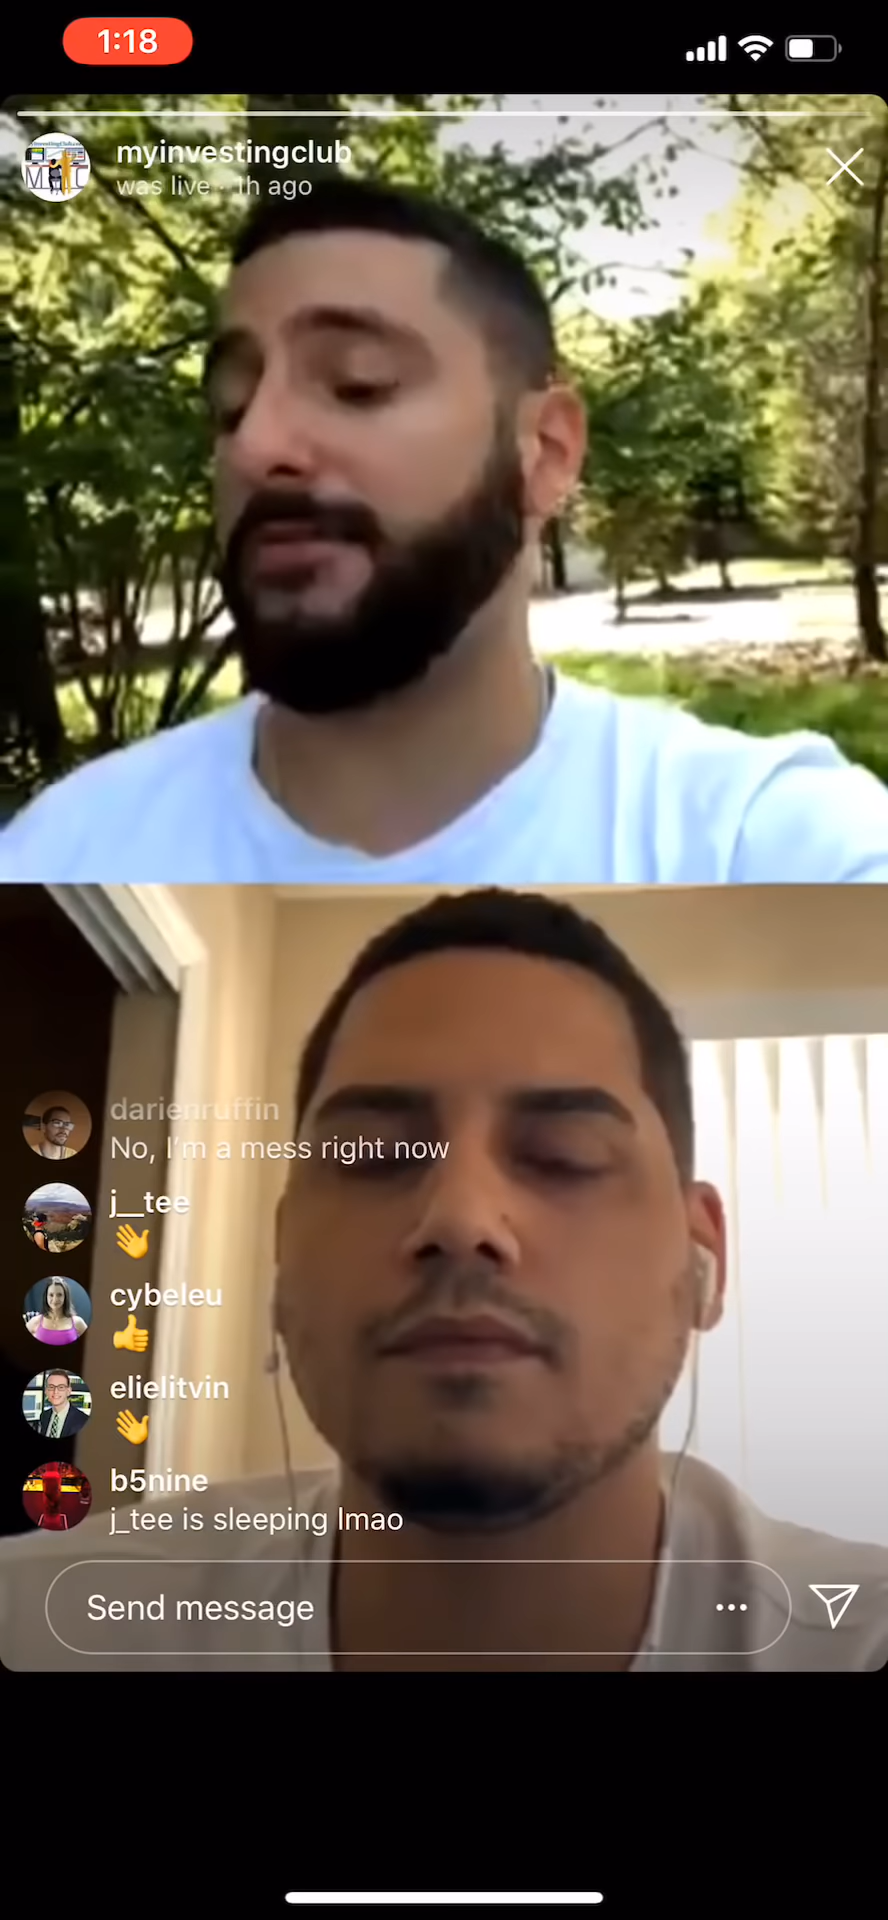 1:18
myinvestingclub
was live · 1h ago
darienruffin
No, I'm a mess right now
j__tee
👋
cybeleu
👍
elielitvin
👋
b5nine
j_tee is sleeping lmao
Send message